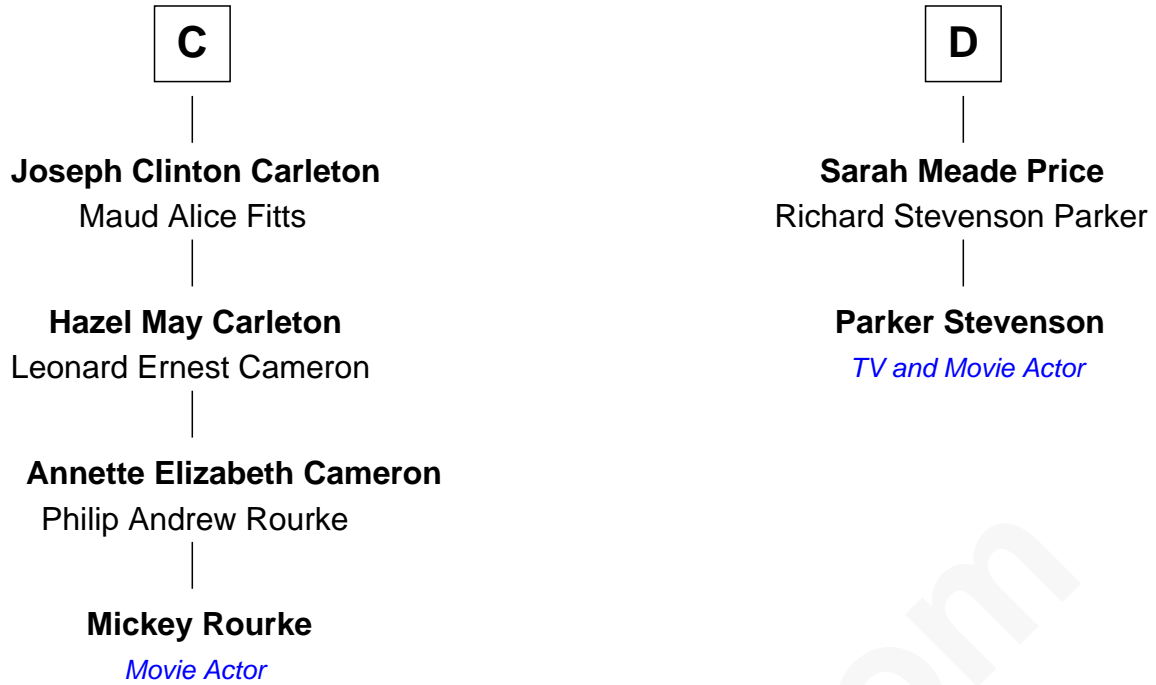 C
Joseph Clinton Carleton
Maud Alice Fitts
Hazel May Carleton
Leonard Ernest Cameron
Annette Elizabeth Cameron
Philip Andrew Rourke
Mickey Rourke
Movie Actor
D
Sarah Meade Price
Richard Stevenson Parker
Parker Stevenson
TV and Movie Actor
om